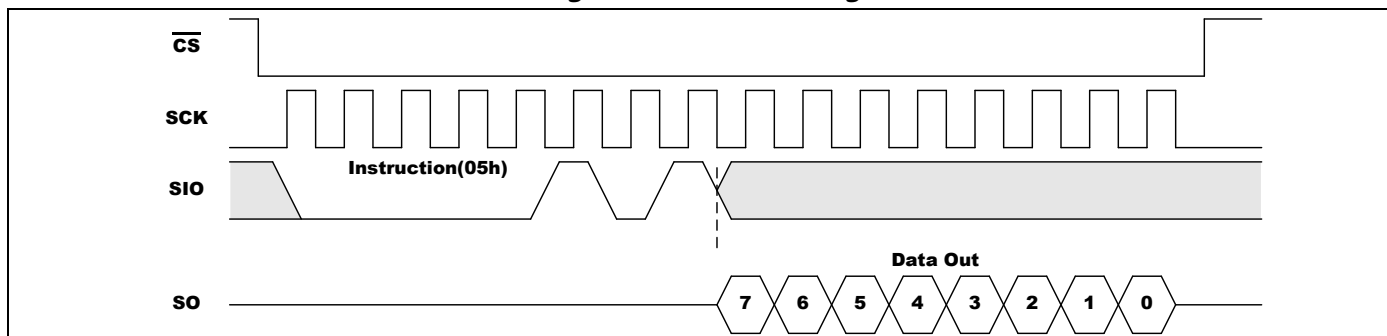 CS
SCK
Instruction(05h)
SIO
Data Out
SO 7 6 5 4 3 2 1 0